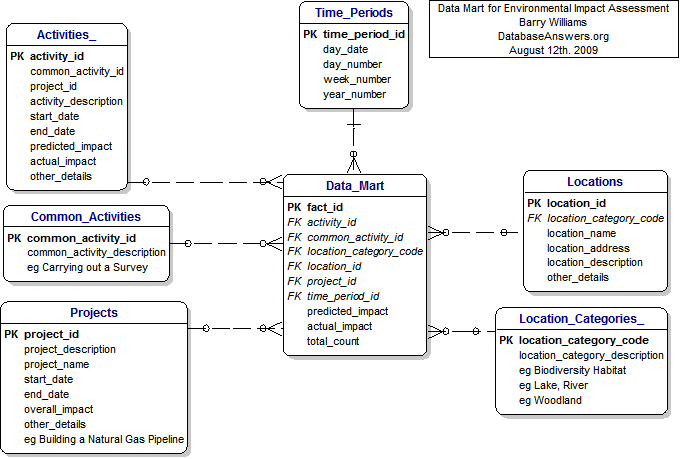 Data Mart for Environmental Impact Assessment
Barry Williams
DatabaseAnswers.org
August 12th. 2009
Activities_
PK activity_id
common_activity_id
project_id
activity_description
start_date
end_date
predicted_impact
actual_impact
other_details
Time_Periods
PK time_period_id
day_date
day_number
week_number
year_number
Common_Activities
PK common_activity_id
common_activity_description
eg Carrying out a Survey
Data_Mart
PK fact_id
FK activity_id
FK common_activity_id
FK location_category_code
FK location_id
FK project_id
FK time_period_id
predicted_impact
actual_impact
total_count
Locations
PK location_id
FK location_category_code
location_name
location_address
location_description
other_details
Projects
PK project_id
project_description
project_name
start_date
end_date
overall_impact
other_details
eg Building a Natural Gas Pipeline
Location_Categories_
PK location_category_code
location_category_description
eg Biodiversity Habitat
eg Lake, River
eg Woodland